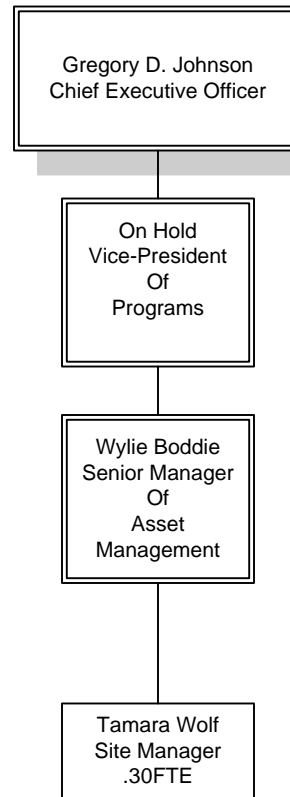 Gregory D. Johnson
Chief Executive Officer
On Hold
Vice-President
Of
Programs
Wylie Boddie
Senior Manager
Of
Asset
Management
Tamara Wolf
Site Manager
.30FTE